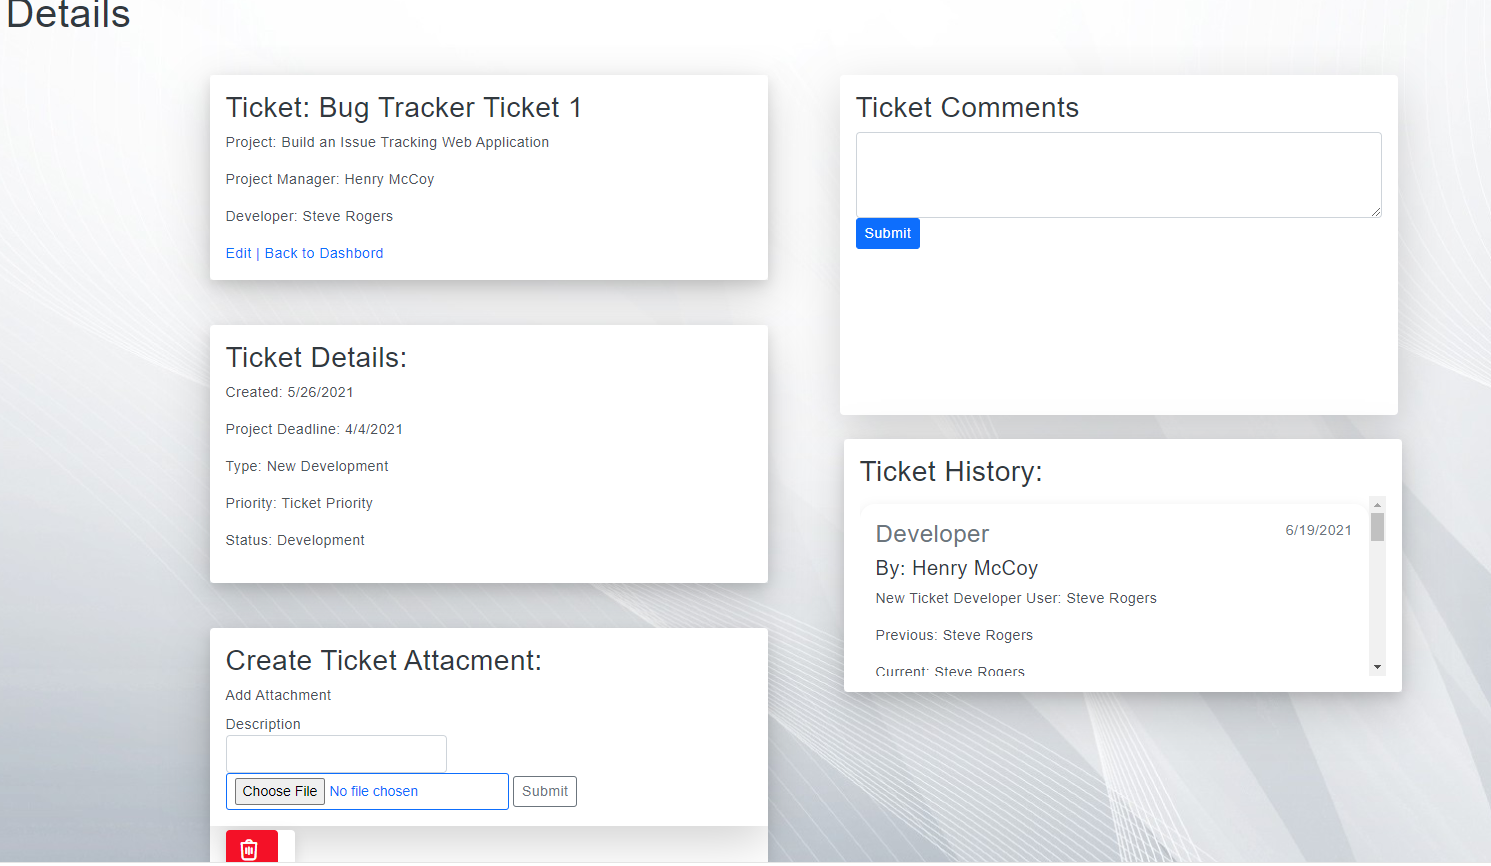 Details
Ticket: Bug Tracker Ticket 1
Project: Build an Issue Tracking Web Application
Project Manager: Henry McCoy
Developer: Steve Rogers
Edit | Back to Dashbord
Ticket Details:
Created: 5/26/2021
Project Deadline: 4/4/2021
Type: New Development
Priority: Ticket Priority
Status: Development
Create Ticket Attacment:
Add Attachment
Description
Choose File No file chosen Submit
Ticket Comments
Submit
Ticket History:
Developer 6/19/2021
By: Henry McCoy
New Ticket Developer User: Steve Rogers
Previous: Steve Rogers
Current: Steve Rogers